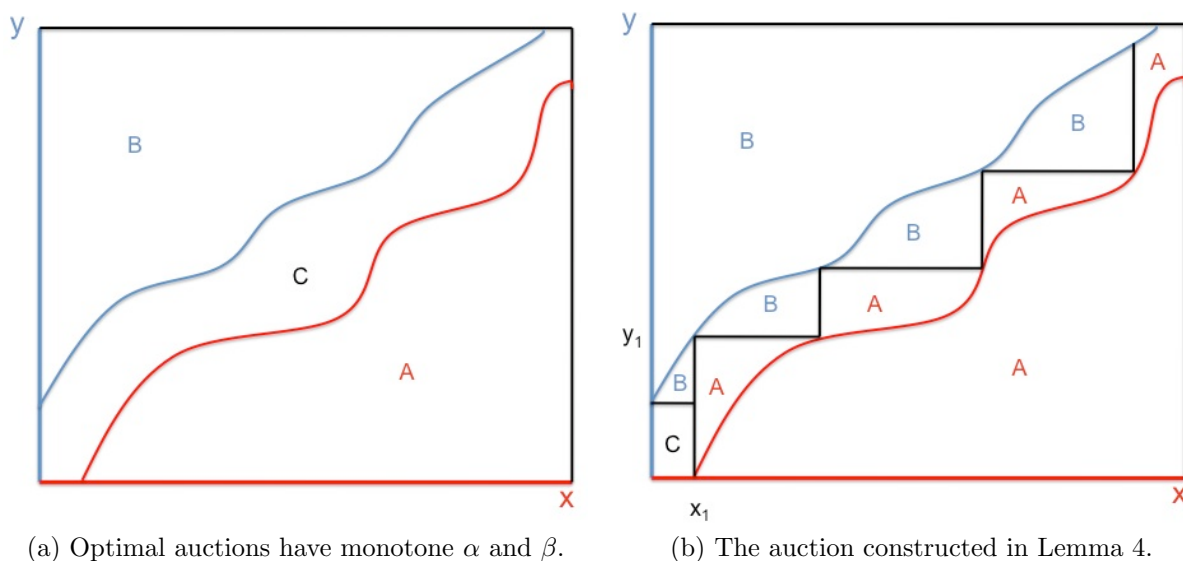 y
B
C
A
x
(a) Optimal auctions have monotone α and β.
y
A
B
B
A
B
B
A
y₁
B
A
A
C
x
x₁
(b) The auction constructed in Lemma 4.